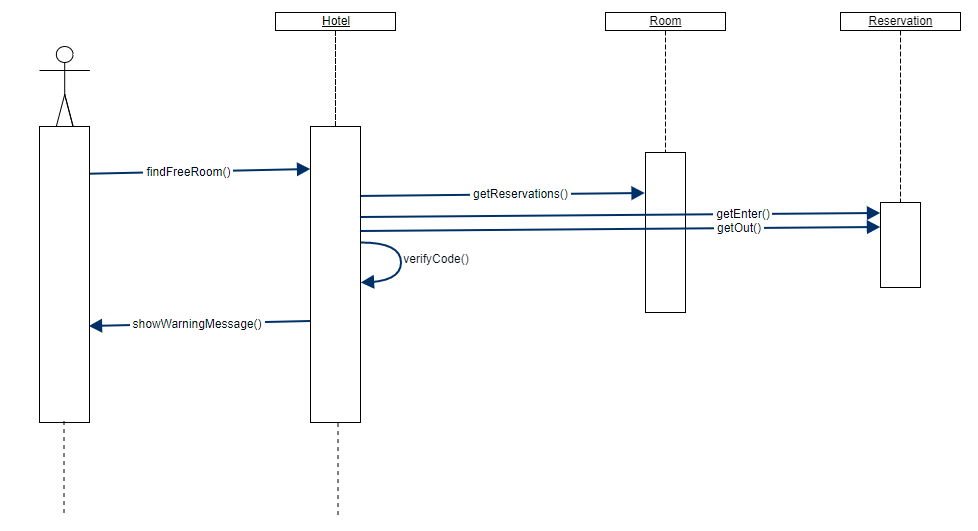 Hotel
Room
Reservation
findFreeRoom()
getReservations()
getEnter()
getOut()
verifyCode()
showWarningMessage()